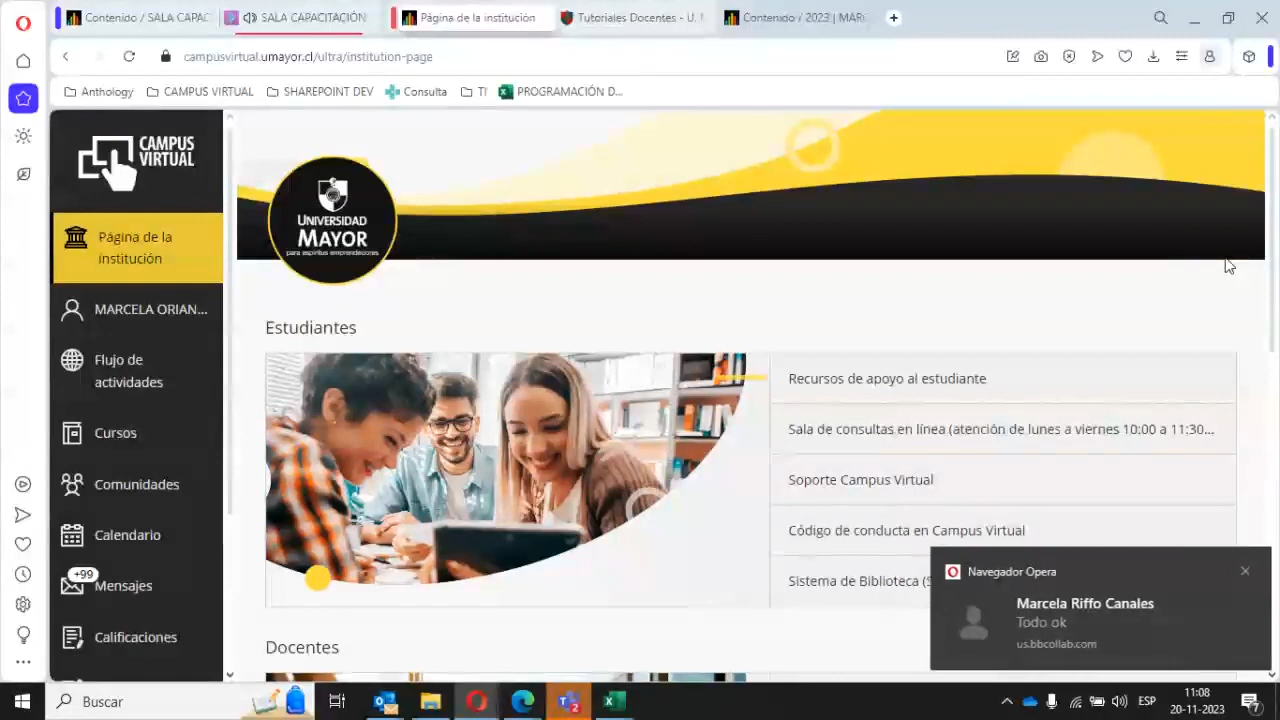 Contenido / SALA CAPAC
SALA CAPACITACIÓN
Página de la institución
Tutoriales Docentes - U. M
Contenido / 2023 | MAR
campusvirtual.umayor.cl/ultra/institution-page
Anthology
CAMPUS VIRTUAL
SHAREPOINT DEV
Consulta
TI
PROGRAMACIÓN D...
CAMPUS
VIRTUAL
Página de la
institución
MARCELA ORIAN...
Flujo de
actividades
Cursos
Comunidades
Calendario
+99
Mensajes
Calificaciones
UNIVERSIDAD
MAYOR
para espíritus emprendedores
Estudiantes
Recursos de apoyo al estudiante
Sala de consultas en línea (atención de lunes a viernes 10:00 a 11:30...
Soporte Campus Virtual
Código de conducta en Campus Virtual
Sistema de Biblioteca (S
Docentes
Navegador Opera
Marcela Riffo Canales
Todo ok
us.bbcollab.com
Buscar
ESP
11:08
20-11-2023
7